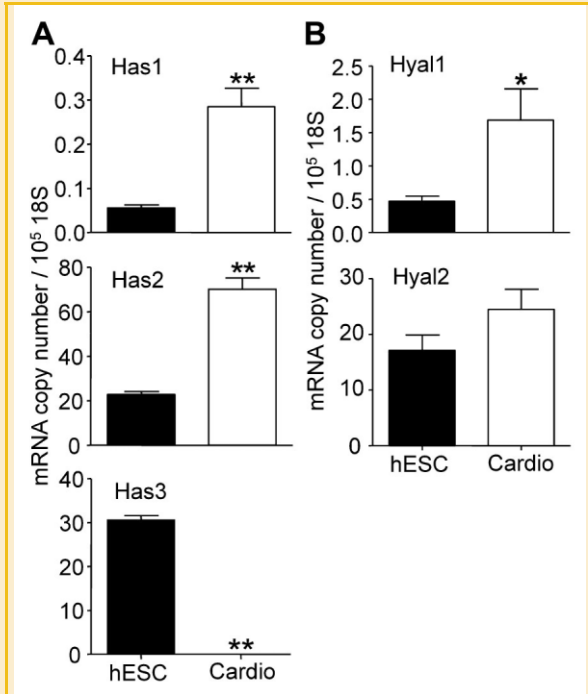 A
mRNA copy number / 10⁵ 18S
Has1
0.4
0.3
0.2
0.1
0.0
**
Has2
80
60
40
20
0
**
Has3
40
30
20
10
0
**
hESC Cardio
B
mRNA copy number / 10⁵ 18S
Hyal1
2.5
2.0
1.5
1.0
0.5
0.0
*
Hyal2
30
20
10
0
hESC Cardio